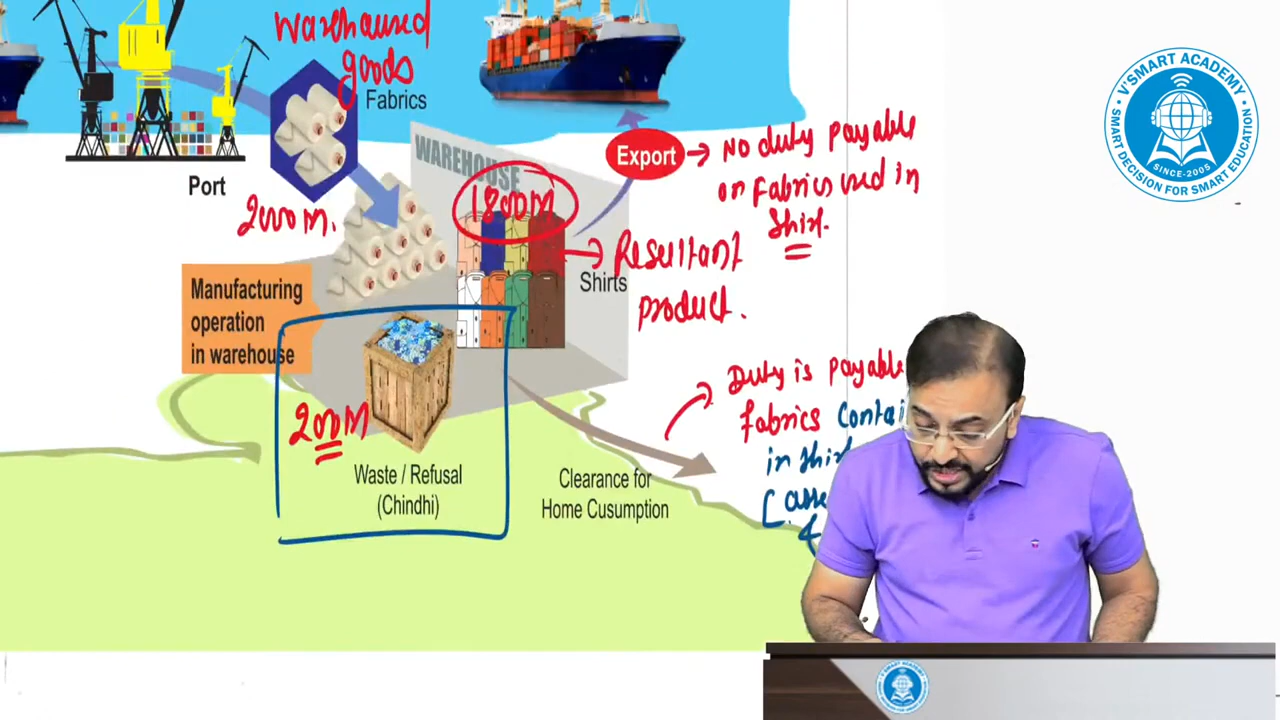 warehoused
goods
Fabrics
WAREHOUSE
Port
2000 M.
1800M
Export
→ No duty payable
on Fabrics used in
Shirt.
→ Resultant
product.
Shirts
Manufacturing
operation
in warehouse
200 M
Waste / Refusal
(Chindhi)
Clearance for
Home Cusumption
→ Duty is payable
fabrics
in
V'SMART ACADEMY
SMART DECISION FOR SMART EDUCATION
SINCE-2005